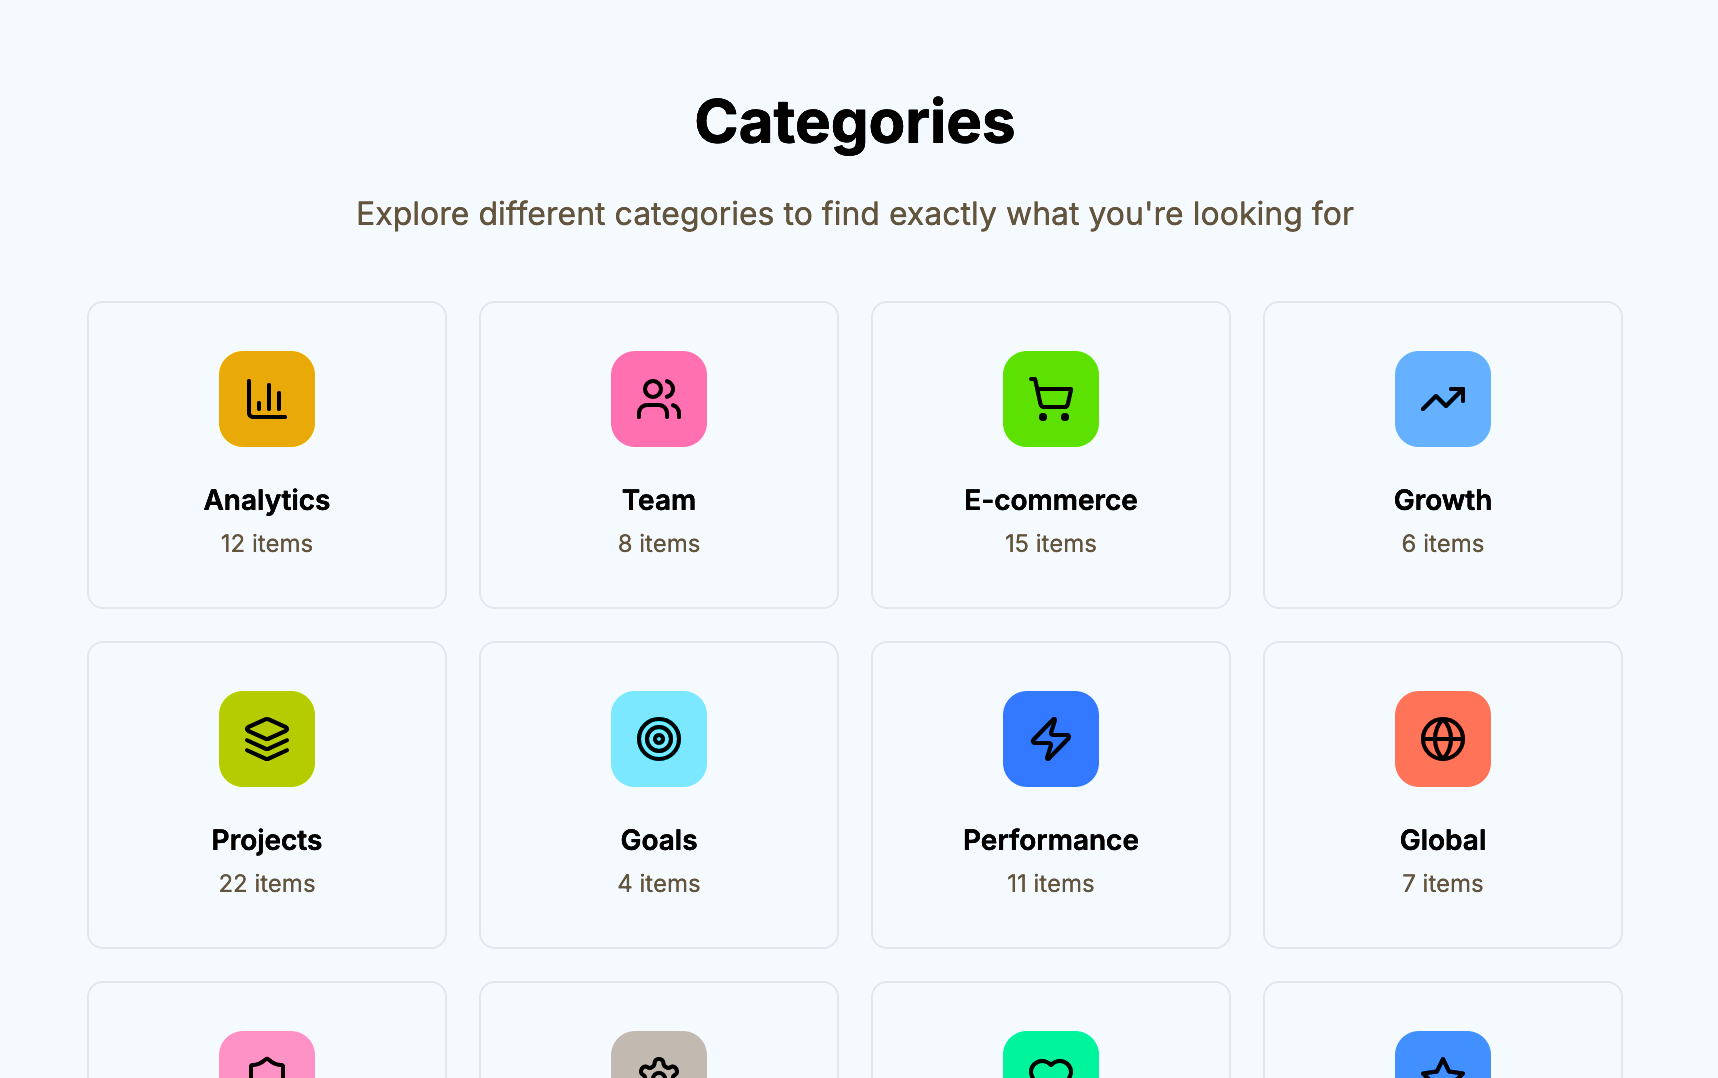 Categories
Explore different categories to find exactly what you're looking for
Analytics
12 items
Team
8 items
E-commerce
15 items
Growth
6 items
Projects
22 items
Goals
4 items
Performance
11 items
Global
7 items